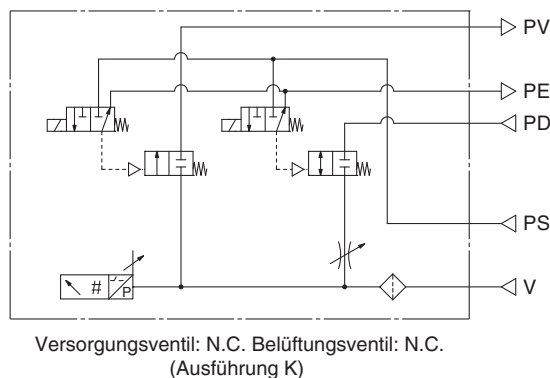 PV
PE
PD
PS
V
# P
Versorgungsventil: N.C. Belüftungsventil: N.C.
(Ausführung K)